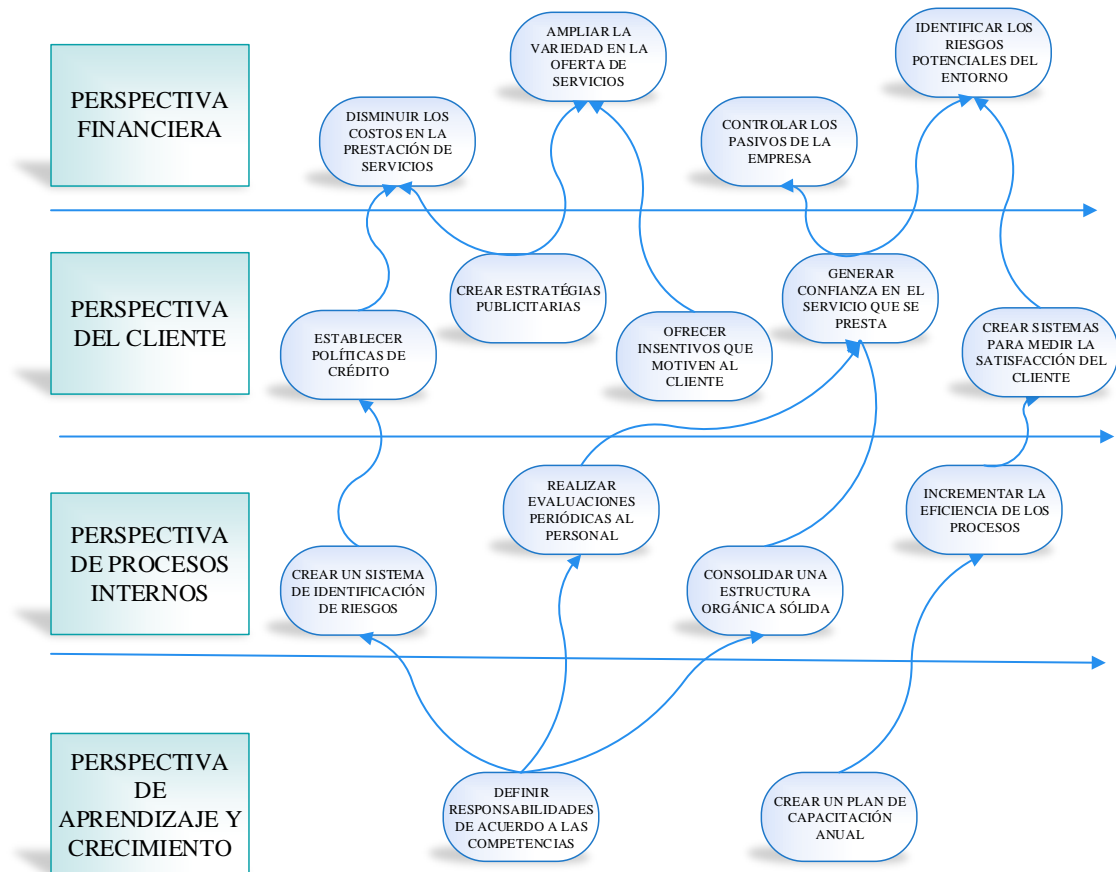 PERSPECTIVA
FINANCIERA
DISMINUIR LOS
COSTOS EN LA
PRESTACIÓN DE
SERVICIOS
AMPLIAR LA
VARIEDAD EN LA
OFERTA DE
SERVICIOS
CONTROLAR LOS
PASIVOS DE LA
EMPRESA
IDENTIFICAR LOS
RIESGOS
POTENCIALES DEL
ENTORNO
PERSPECTIVA
DEL CLIENTE
ESTABLECER
POLÍTICAS DE
CRÉDITO
CREAR ESTRATÉGIAS
PUBLICITARIAS
OFRECER
INSENTIVOS QUE
MOTIVEN AL
CLIENTE
GENERAR
CONFIANZA EN EL
SERVICIO QUE SE
PRESTA
CREAR SISTEMAS
PARA MEDIR LA
SATISFACCIÓN DEL
CLIENTE
PERSPECTIVA
DE PROCESOS
INTERNOS
CREAR UN SISTEMA
DE IDENTIFICACIÓN
DE RIESGOS
REALIZAR
EVALUACIONES
PERIÓDICAS AL
PERSONAL
CONSOLIDAR UNA
ESTRUCTURA
ORGÁNICA SÓLIDA
INCREMENTAR LA
EFICIENCIA DE LOS
PROCESOS
PERSPECTIVA
DE
APRENDIZAJE Y
CRECIMIENTO
DEFINIR
RESPONSABILIDADES
DE ACUERDO A LAS
COMPETENCIAS
CREAR UN PLAN DE
CAPACITACIÓN
ANUAL